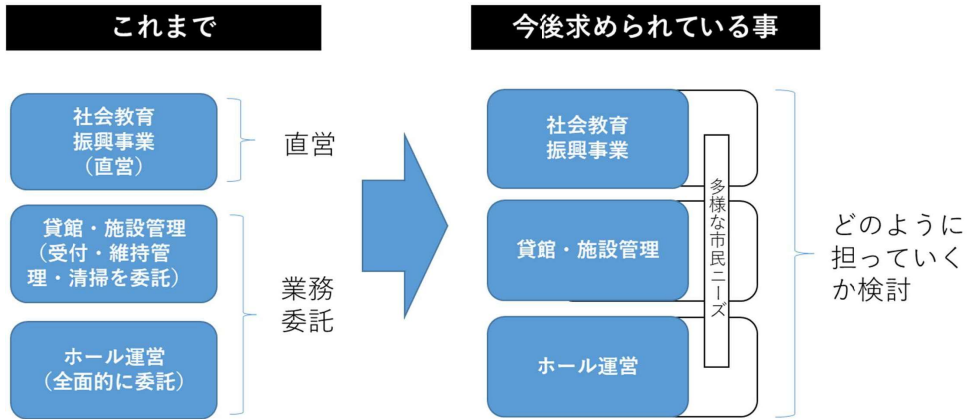 これまで
社会教育
振興事業
(直営)
直営
貸館・施設管理
(受付・維持管
理・清掃を委託)
ホール運営
(全面的に委託)
業務
委託
今後求められている事
社会教育
振興事業
貸館・施設管理
ホール運営
多様な市民ニーズ
どのように
担っていく
か検討